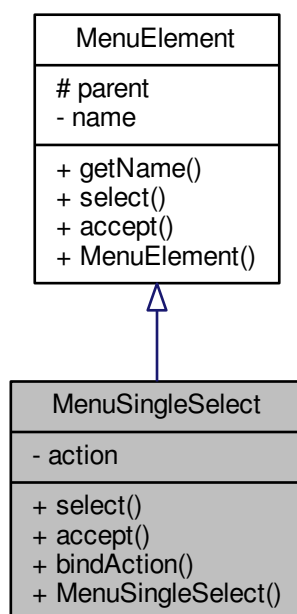 MenuElement
# parent
- name
+ getName()
+ select()
+ accept()
+ MenuElement()
MenuSingleSelect
- action
+ select()
+ accept()
+ bindAction()
+ MenuSingleSelect()